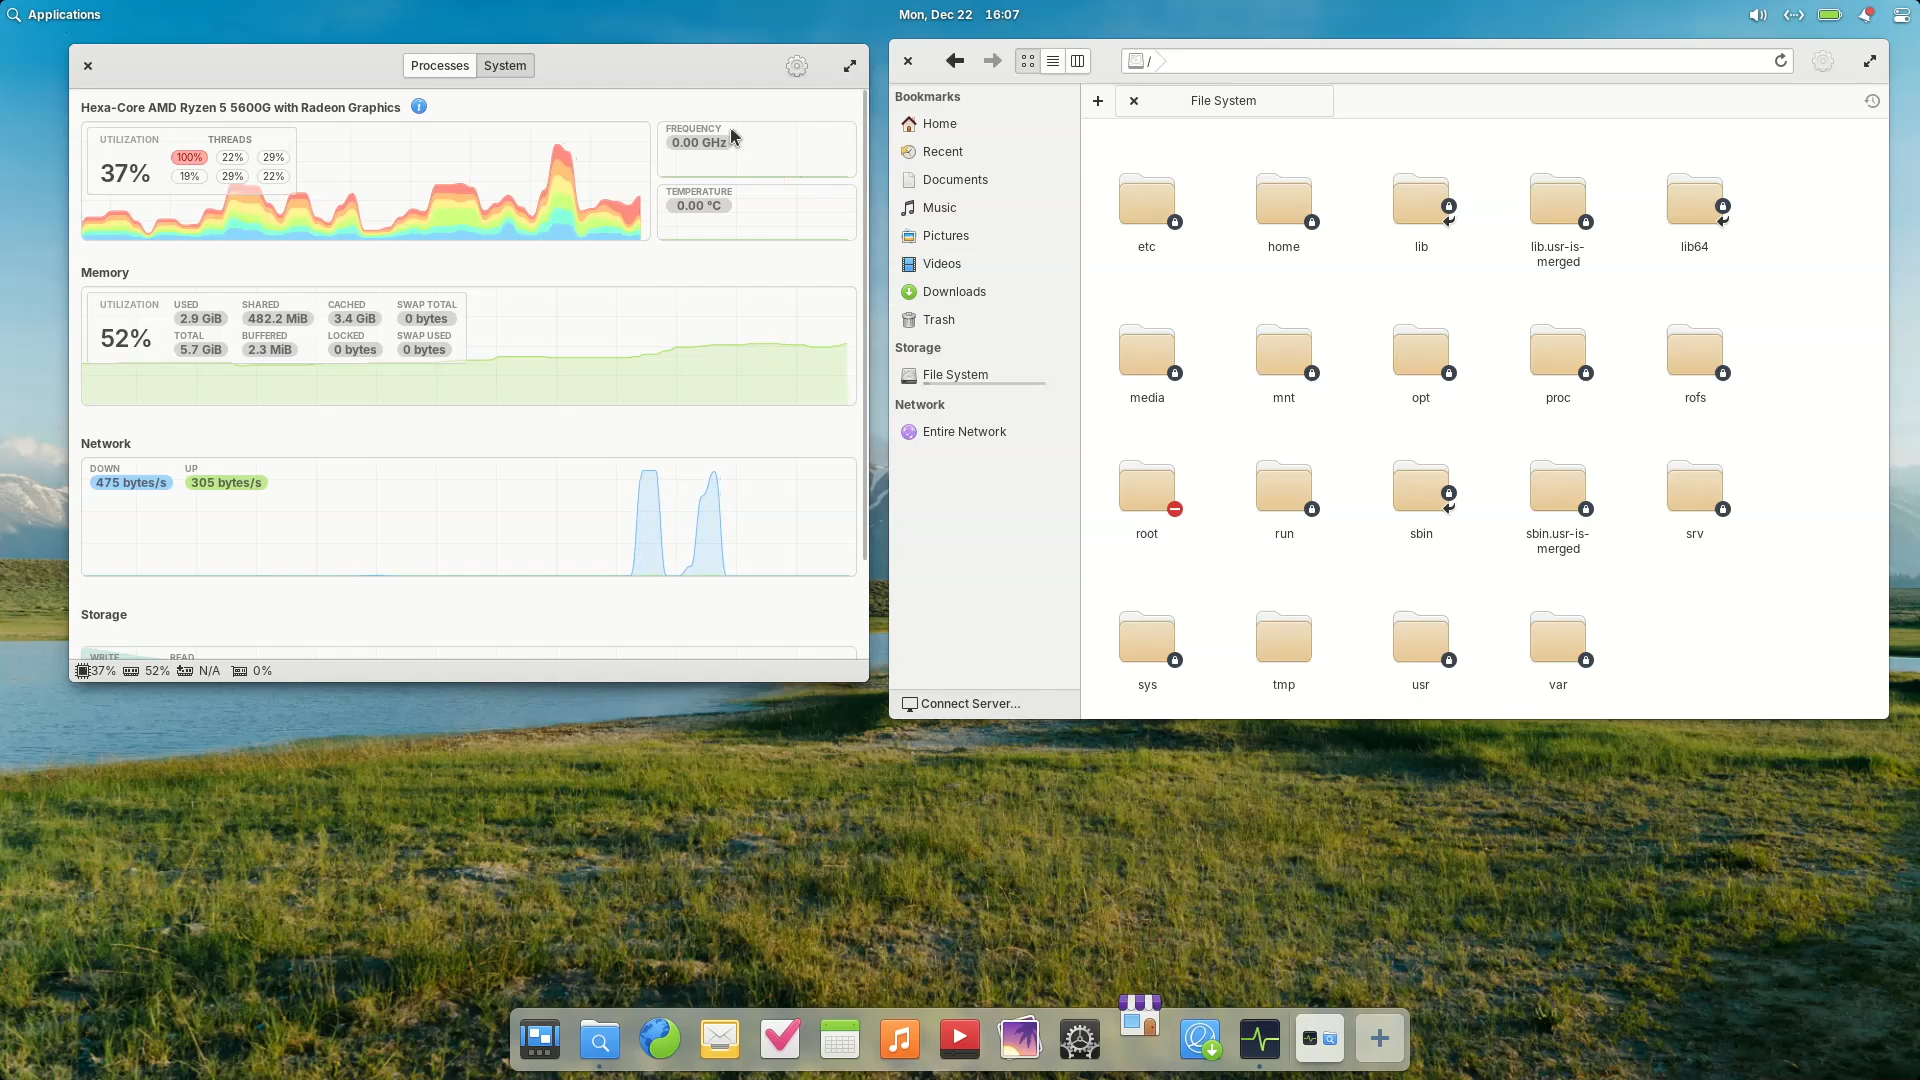 Applications
Mon, Dec 22 16:07
Processes System
Hexa-Core AMD Ryzen 5 5600G with Radeon Graphics
UTILIZATION THREADS
37%
100% 22% 29%
19% 29% 22%
FREQUENCY
0.00 GHz
TEMPERATURE
0.00 °C
Memory
UTILIZATION
52%
USED SHARED CACHED SWAP TOTAL
2.9 GiB 482.2 MiB 3.4 GiB 0 bytes
TOTAL BUFFERED LOCKED SWAP USED
5.7 GiB 2.3 MiB 0 bytes 0 bytes
Network
DOWN UP
475 bytes/s 305 bytes/s
Storage
WRITE READ
37% 52% N/A 0%
/
Bookmarks
Home
Recent
Documents
Music
Pictures
Videos
Downloads
Trash
Storage
File System
Network
Entire Network
Connect Server...
File System
etc
home
lib
lib.usr-is-
merged
lib64
media
mnt
opt
proc
rofs
root
run
sbin
sbin.usr-is-
merged
srv
sys
tmp
usr
var